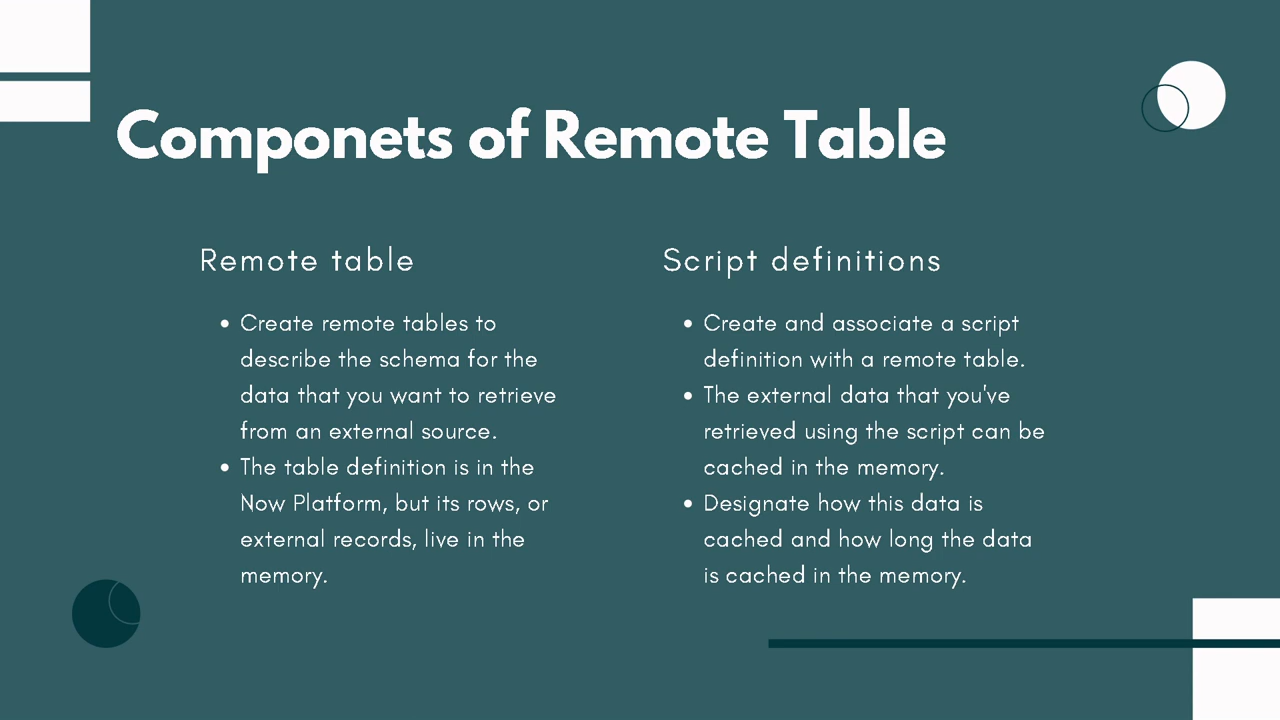 Componets of Remote Table
Remote table
• Create remote tables to
describe the schema for the
data that you want to retrieve
from an external source.
• The table definition is in the
Now Platform, but its rows, or
external records, live in the
memory.
Script definitions
• Create and associate a script
definition with a remote table.
• The external data that you've
retrieved using the script can be
cached in the memory.
• Designate how this data is
cached and how long the data
is cached in the memory.